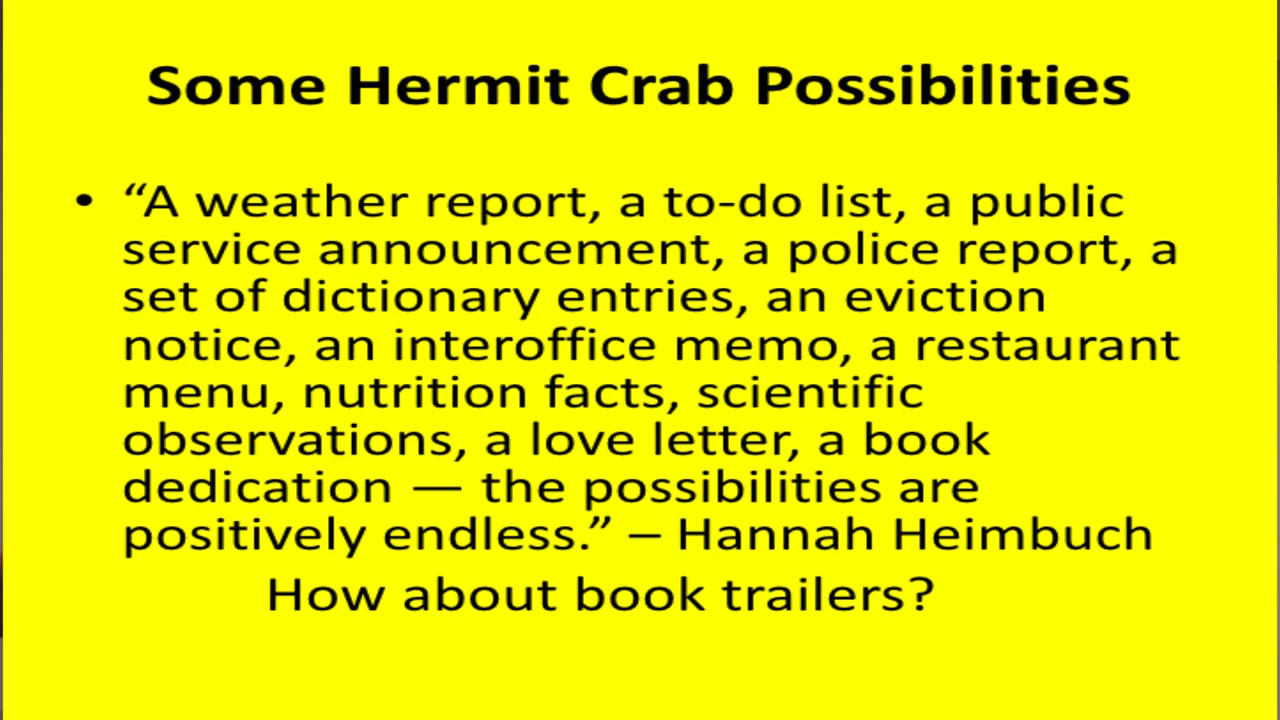 Some Hermit Crab Possibilities
• “A weather report, a to-do list, a public
service announcement, a police report, a
set of dictionary entries, an eviction
notice, an interoffice memo, a restaurant
menu, nutrition facts, scientific
observations, a love letter, a book
dedication — the possibilities are
positively endless.” – Hannah Heimbuch
How about book trailers?